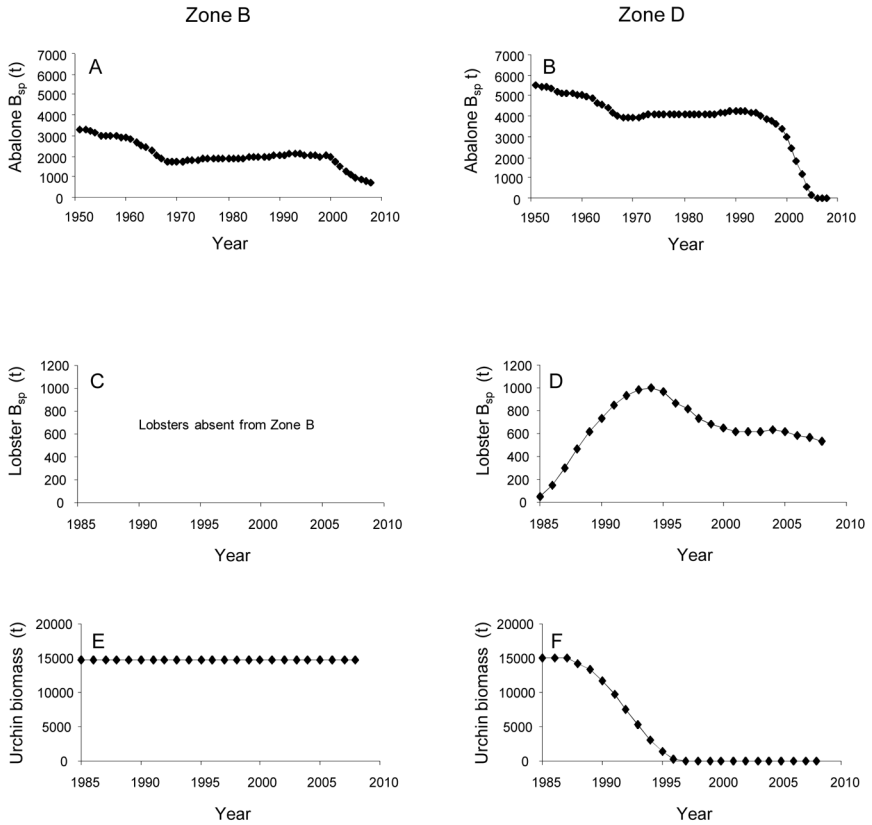 Zone B
Zone D
A
Abalone Bsp (t)
7000
6000
5000
4000
3000
2000
1000
0
1950 1960 1970 1980 1990 2000 2010
Year
B
Abalone Bsp t)
7000
6000
5000
4000
3000
2000
1000
0
1950 1960 1970 1980 1990 2000 2010
Year
C
Lobster Bsp (t)
1200
1000
800
600
400
200
0
Lobsters absent from Zone B
1985 1990 1995 2000 2005 2010
Year
D
Lobster Bsp (t)
1200
1000
800
600
400
200
0
1985 1990 1995 2000 2005 2010
Year
E
Urchin biomass (t)
20000
15000
10000
5000
0
1985 1990 1995 2000 2005 2010
Year
F
Urchin biomass (t)
20000
15000
10000
5000
0
1985 1990 1995 2000 2005 2010
Year